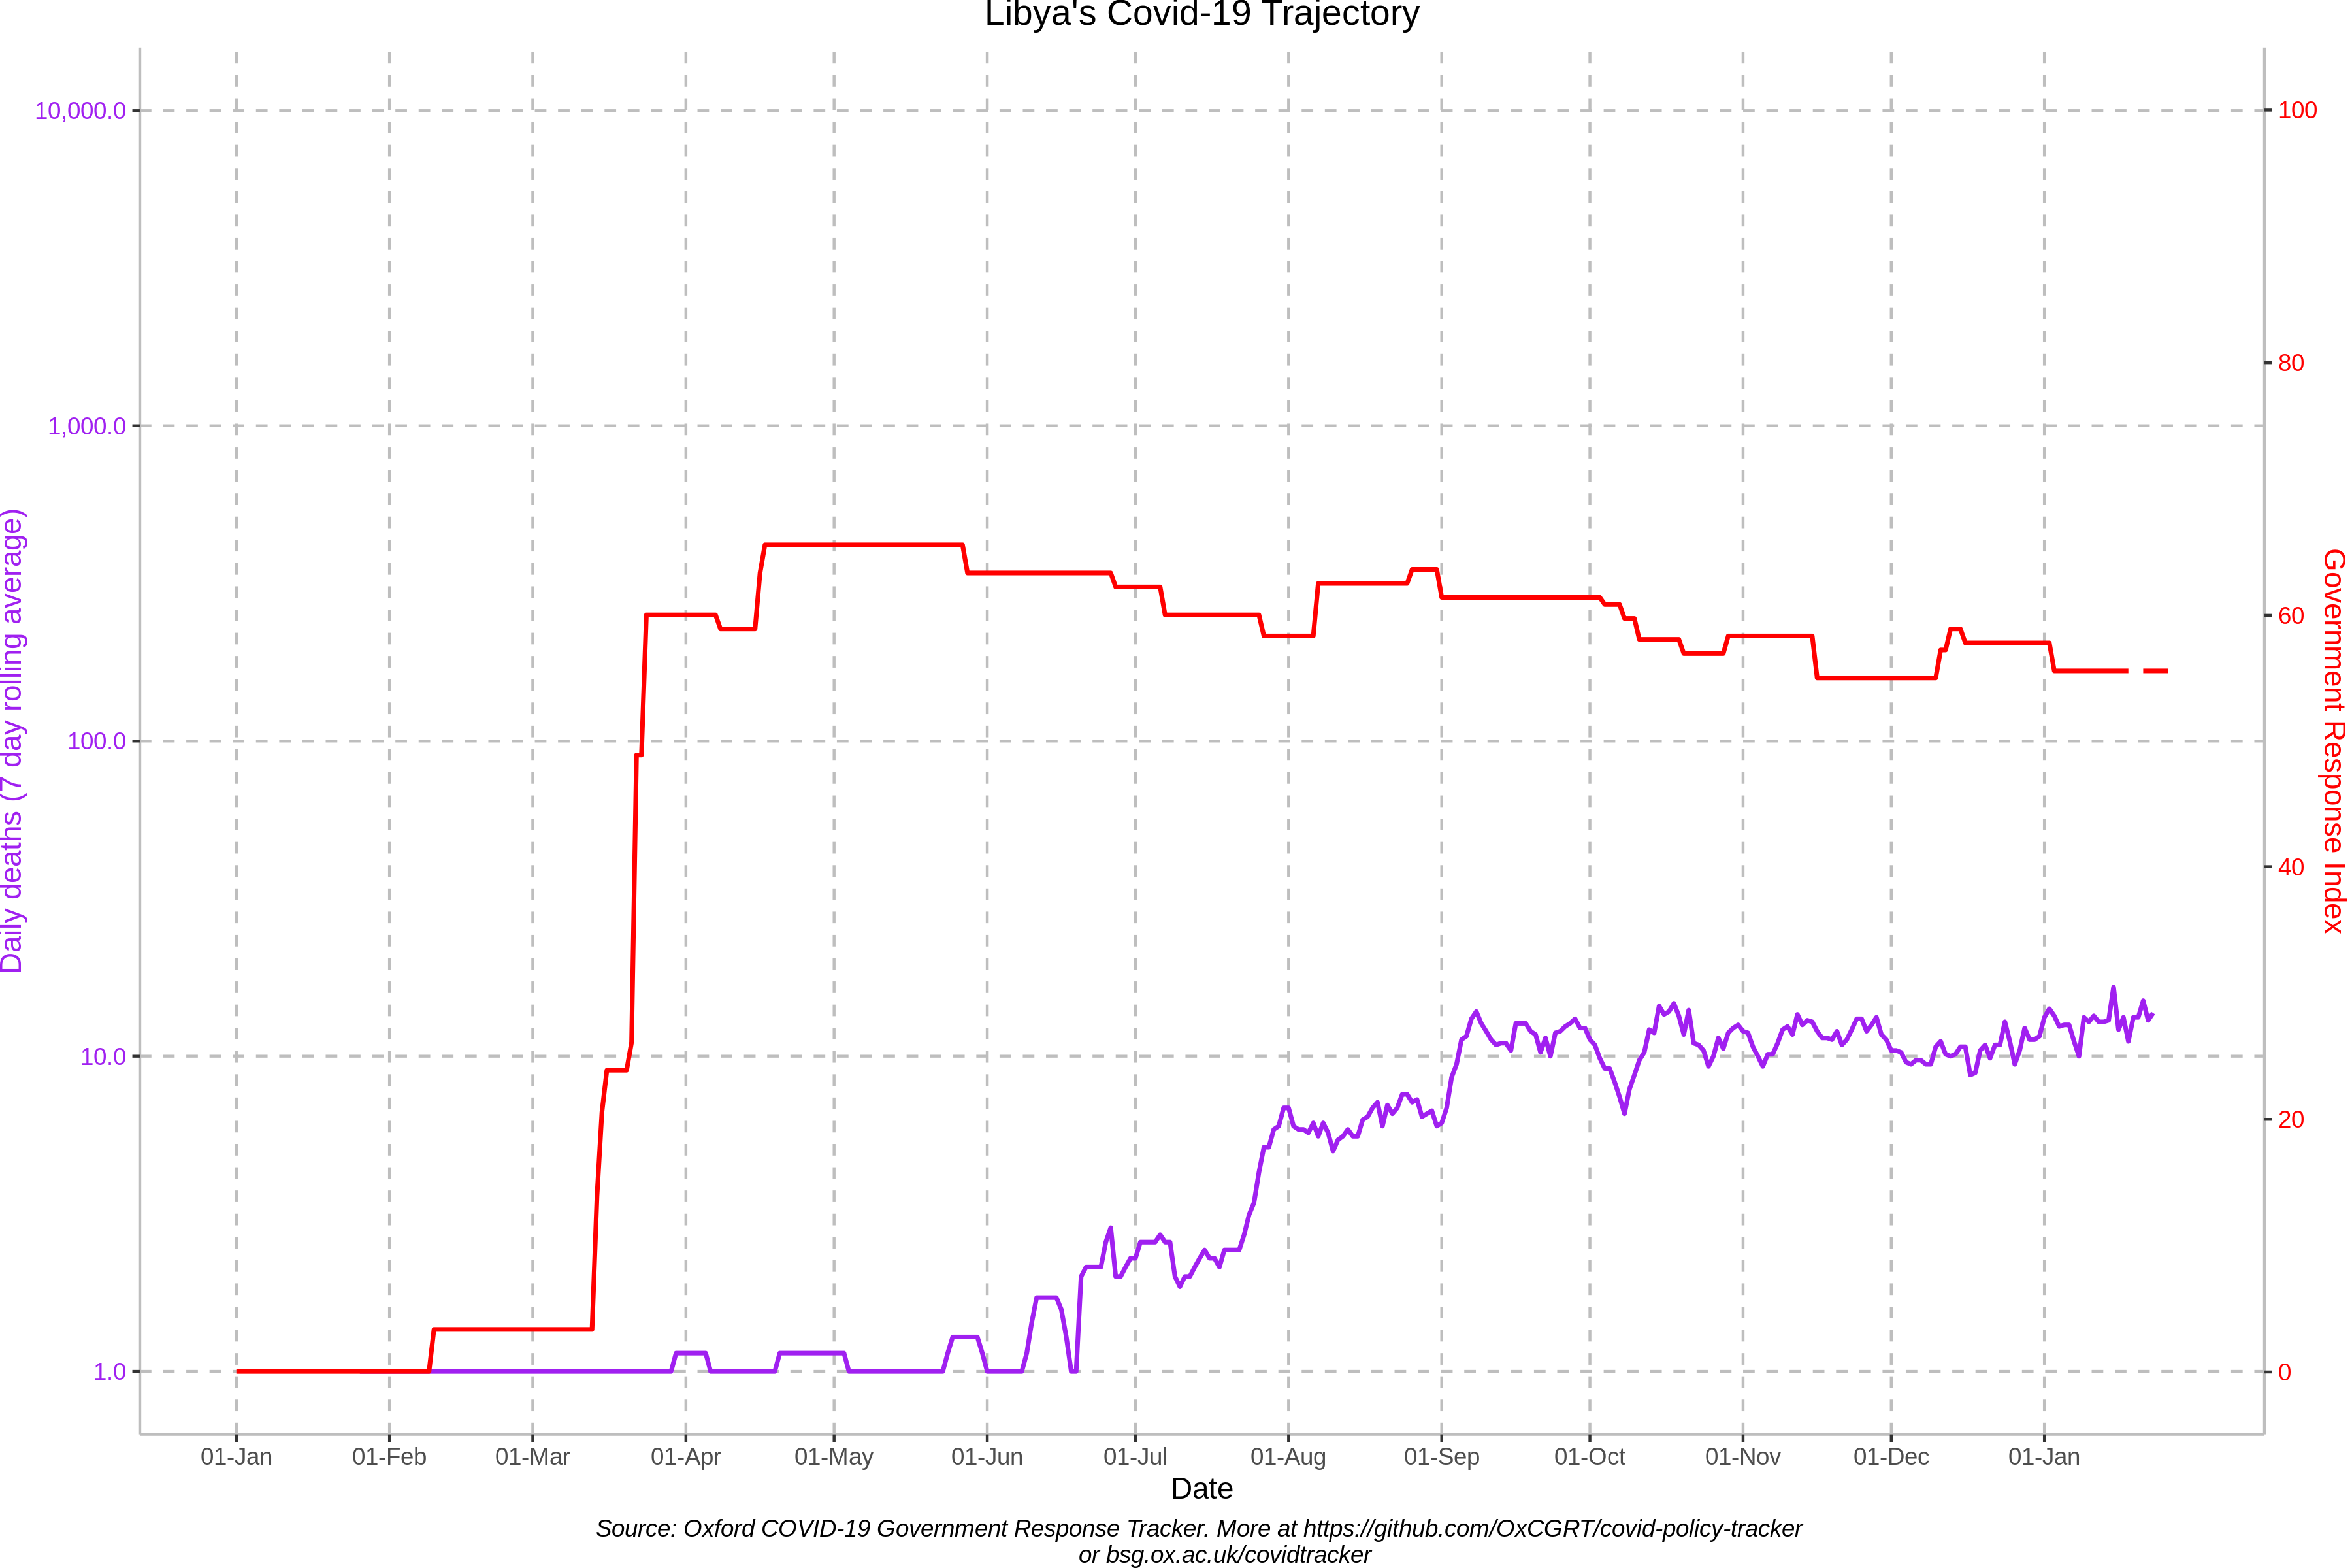 Libya's Covid-19 Trajectory
10,000.0
1,000.0
100.0
10.0
1.0
Daily deaths (7 day rolling average)
100
80
60
40
20
0
Government Response Index
01-Jan 01-Feb 01-Mar 01-Apr 01-May 01-Jun 01-Jul 01-Aug 01-Sep 01-Oct 01-Nov 01-Dec 01-Jan
Date
Source: Oxford COVID-19 Government Response Tracker. More at https://github.com/OxCGRT/covid-policy-tracker
or bsg.ox.ac.uk/covidtracker